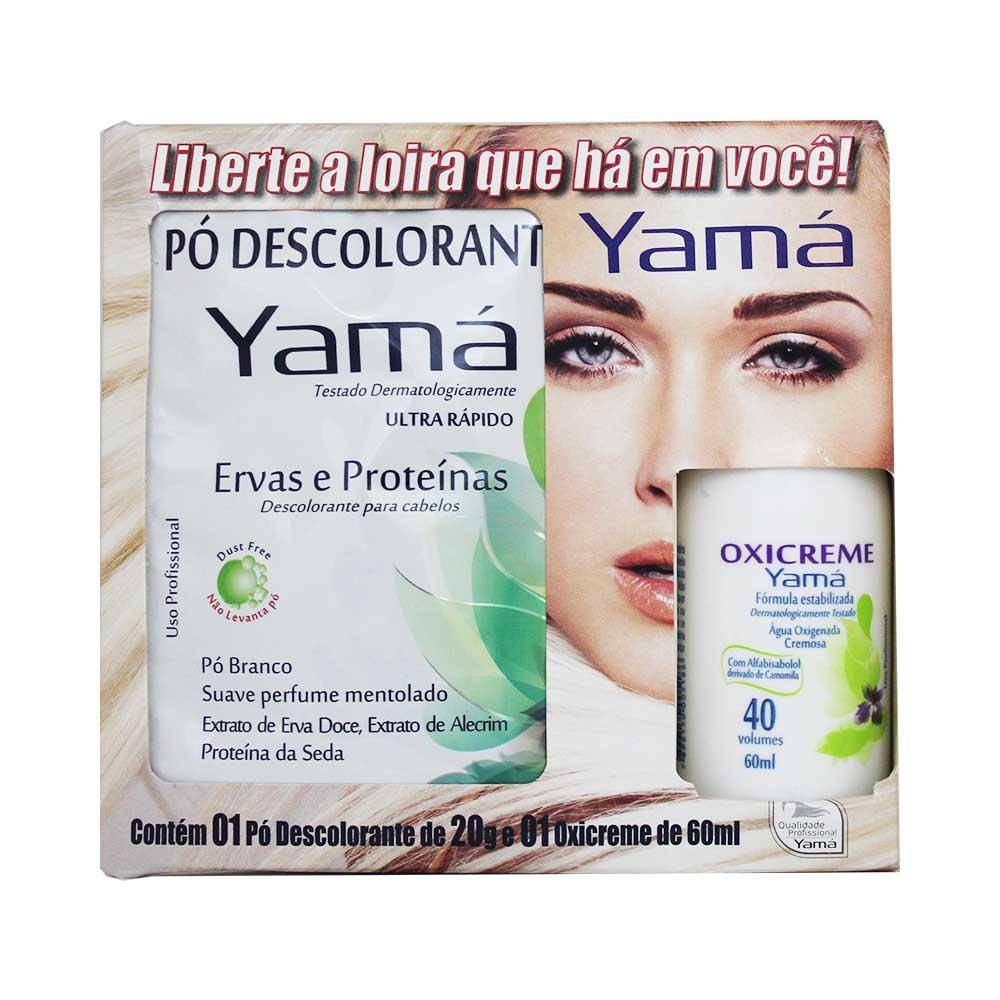 Liberte a loira que há em você!
PÓ DESCOLORANT
Yamá
Testado Dermatologicamente
ULTRA RÁPIDO
Ervas e Proteínas
Descolorante para cabelos
Uso Profissional
Dust Free
Não Levanta pó
Pó Branco
Suave perfume mentolado
Extrato de Erva Doce, Extrato de Alecrim
Proteína da Seda
Yamá
OXICREME
Yamá
Fórmula estabilizada
Dermatologicamente Testado
Água Oxigenada
Cremosa
Com Alfabisabolol
derivado de Camomila
40
volumes
60ml
Uso Profissional
Contém 01 Pó Descolorante de 20g e 01 Oxicreme de 60ml
Qualidade
Profissional
Yamá